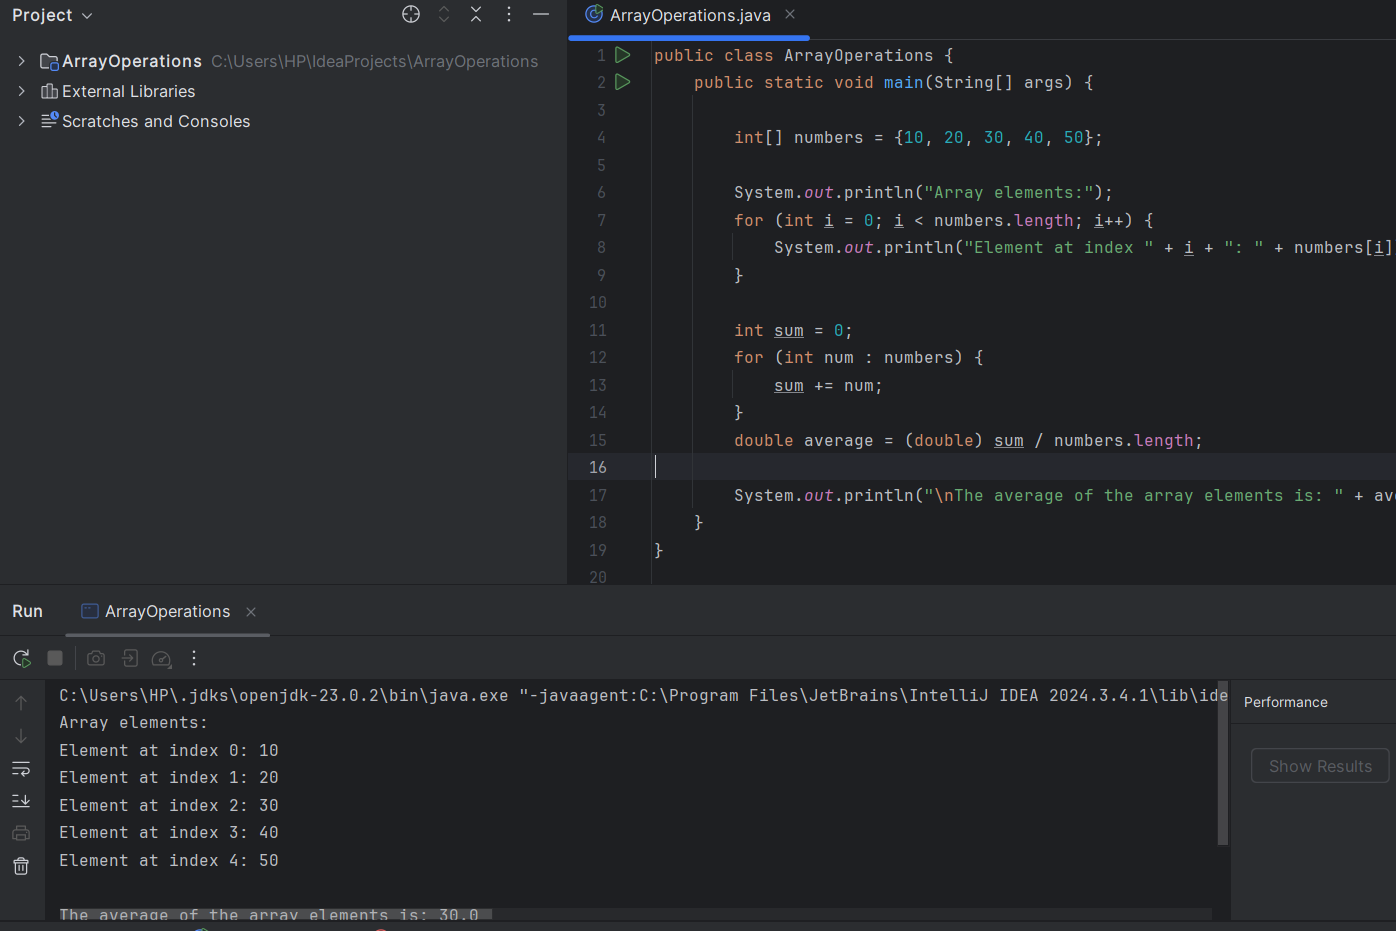 Project
ArrayOperations C:\Users\HP\IdeaProjects\ArrayOperations
External Libraries
Scratches and Consoles
ArrayOperations.java
1 public class ArrayOperations {
2 public static void main(String[] args) {
3
4 int[] numbers = {10, 20, 30, 40, 50};
5
6 System.out.println("Array elements:");
7 for (int i = 0; i < numbers.length; i++) {
8 System.out.println("Element at index " + i + ": " + numbers[i]
9 }
10
11 int sum = 0;
12 for (int num : numbers) {
13 sum += num;
14 }
15 double average = (double) sum / numbers.length;
16
17 System.out.println("\nThe average of the array elements is: " + ave
18 }
19 }
20
Run ArrayOperations
C:\Users\HP\.jdks\openjdk-23.0.2\bin\java.exe "-javaagent:C:\Program Files\JetBrains\IntelliJ IDEA 2024.3.4.1\lib\ide
Array elements:
Element at index 0: 10
Element at index 1: 20
Element at index 2: 30
Element at index 3: 40
Element at index 4: 50
The average of the array elements is: 30.0
Performance
Show Results